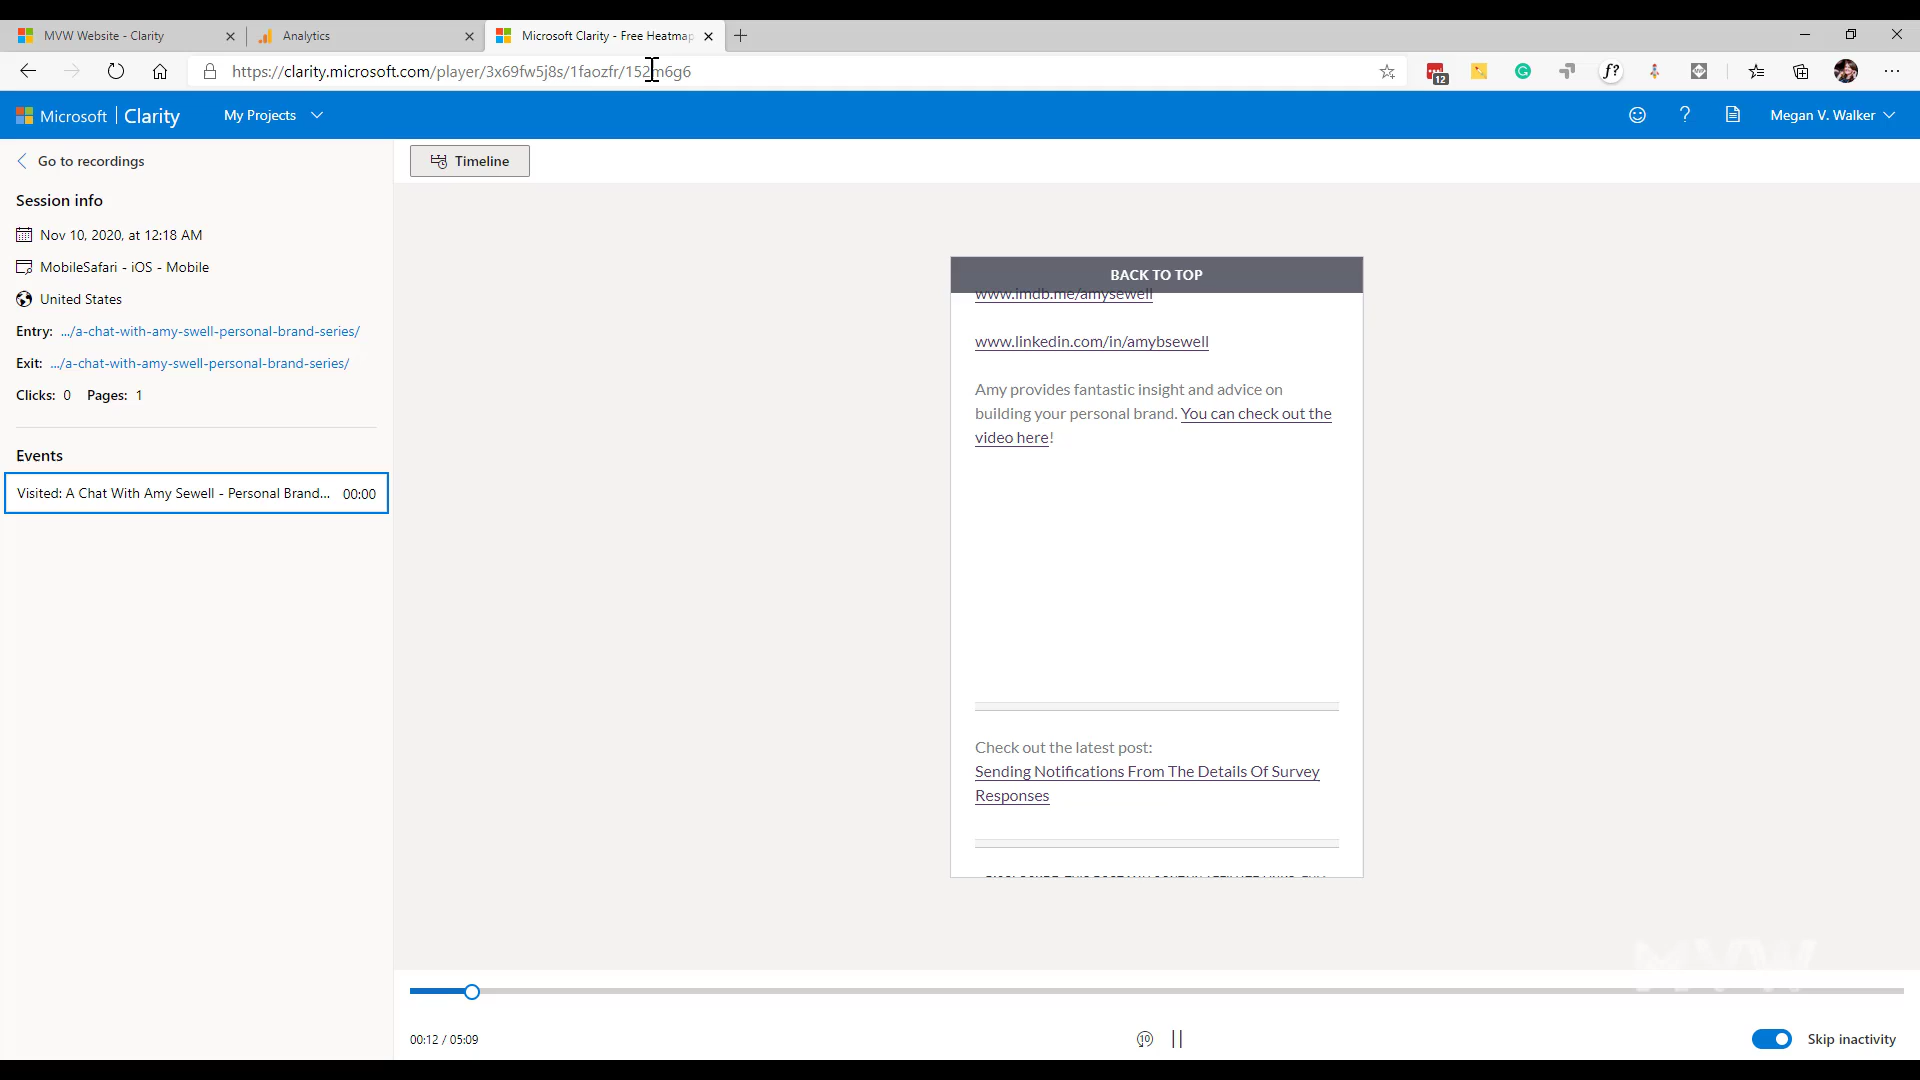 MVW Website - Clarity
Analytics
Microsoft Clarity - Free Heatmap
https://clarity.microsoft.com/player/3x69fw5j8s/1faozfr/152m6g6
12
f?
Microsoft | Clarity
My Projects
?
Megan V. Walker
Go to recordings
Timeline
Session info
Nov 10, 2020, at 12:18 AM
MobileSafari - iOS - Mobile
United States
Entry: .../a-chat-with-amy-swell-personal-brand-series/
Exit: .../a-chat-with-amy-swell-personal-brand-series/
Clicks: 0 Pages: 1
Events
Visited: A Chat With Amy Sewell - Personal Brand... 00:00
BACK TO TOP
www.imdb.me/amysewell
www.linkedin.com/in/amybsewell
Amy provides fantastic insight and advice on
building your personal brand. You can check out the
video here!
Check out the latest post:
Sending Notifications From The Details Of Survey
Responses
MVW
00:12 / 05:09
10
Skip inactivity